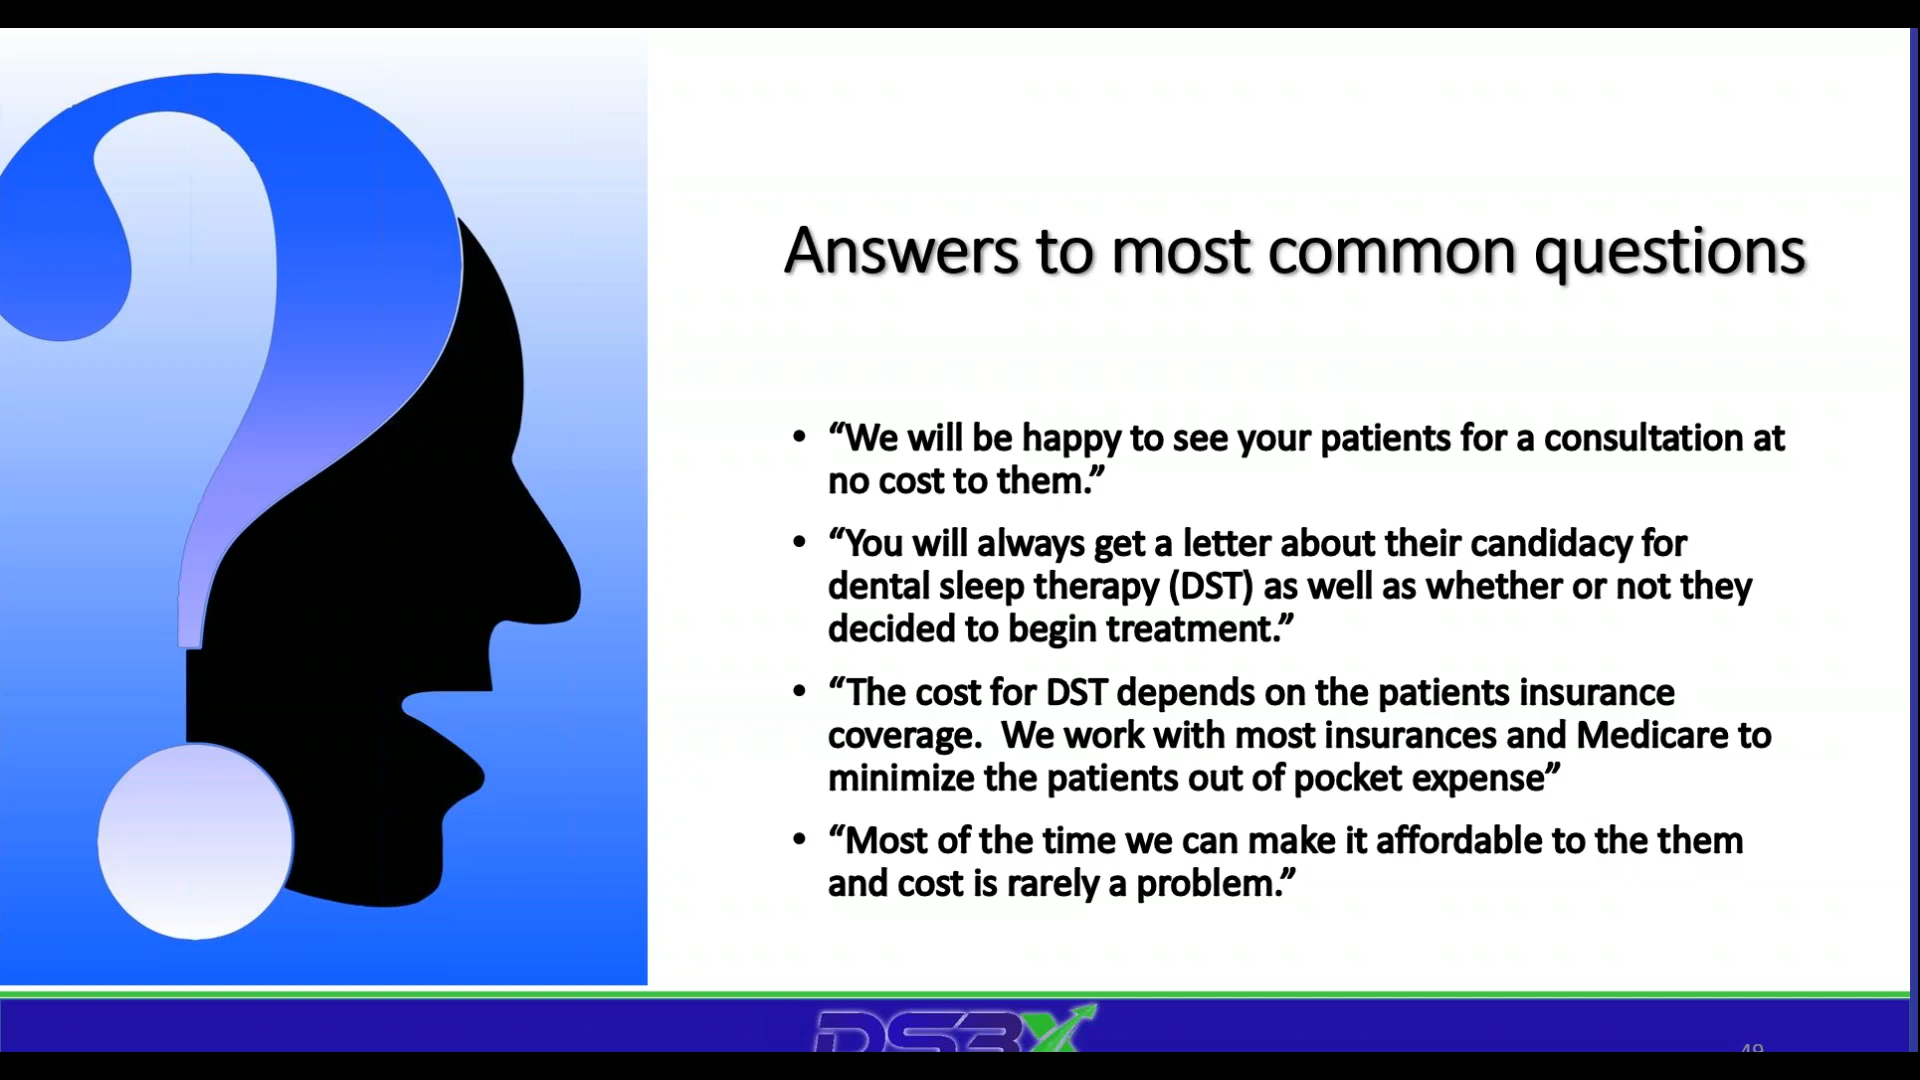 Answers to most common questions
• “We will be happy to see your patients for a consultation at
no cost to them.”
• “You will always get a letter about their candidacy for
dental sleep therapy (DST) as well as whether or not they
decided to begin treatment.”
• “The cost for DST depends on the patients insurance
coverage.  We work with most insurances and Medicare to
minimize the patients out of pocket expense”
• “Most of the time we can make it affordable to the them
and cost is rarely a problem.”
DSBX
49